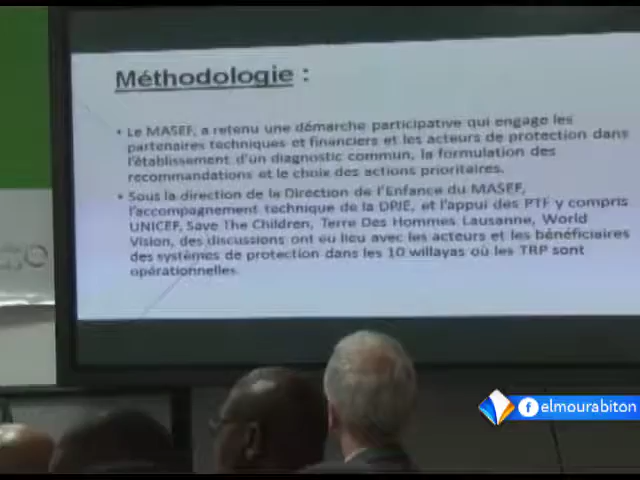 Méthodologie :
• Le MASEF, a retenu une démarche participative qui engage les
partenaires techniques et financiers et les acteurs de protection dans
l'établissement d'un diagnostic commun, la formulation des
recommandations et le choix des actions prioritaires.
• Sous la direction de la Direction de l'Enfance du MASEF,
l'accompagnement technique de la DPJE, et l'appui des PTF y compris
UNICEF, Save The Children, Terre Des Hommes Lausanne, World
Vision, des discussions ont eu lieu avec les acteurs et les bénéficiaires
des systèmes de protection dans les 10 willayas où les TRP sont
opérationnelles.
elmourabiton